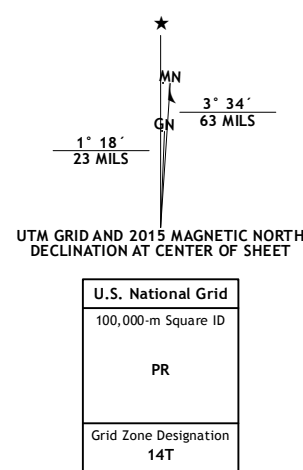 ★
MN
3° 34´
63 MILS
GN
1° 18´
23 MILS
UTM GRID AND 2015 MAGNETIC NORTH
DECLINATION AT CENTER OF SHEET
U.S. National Grid
100,000-m Square ID
PR
Grid Zone Designation
14T